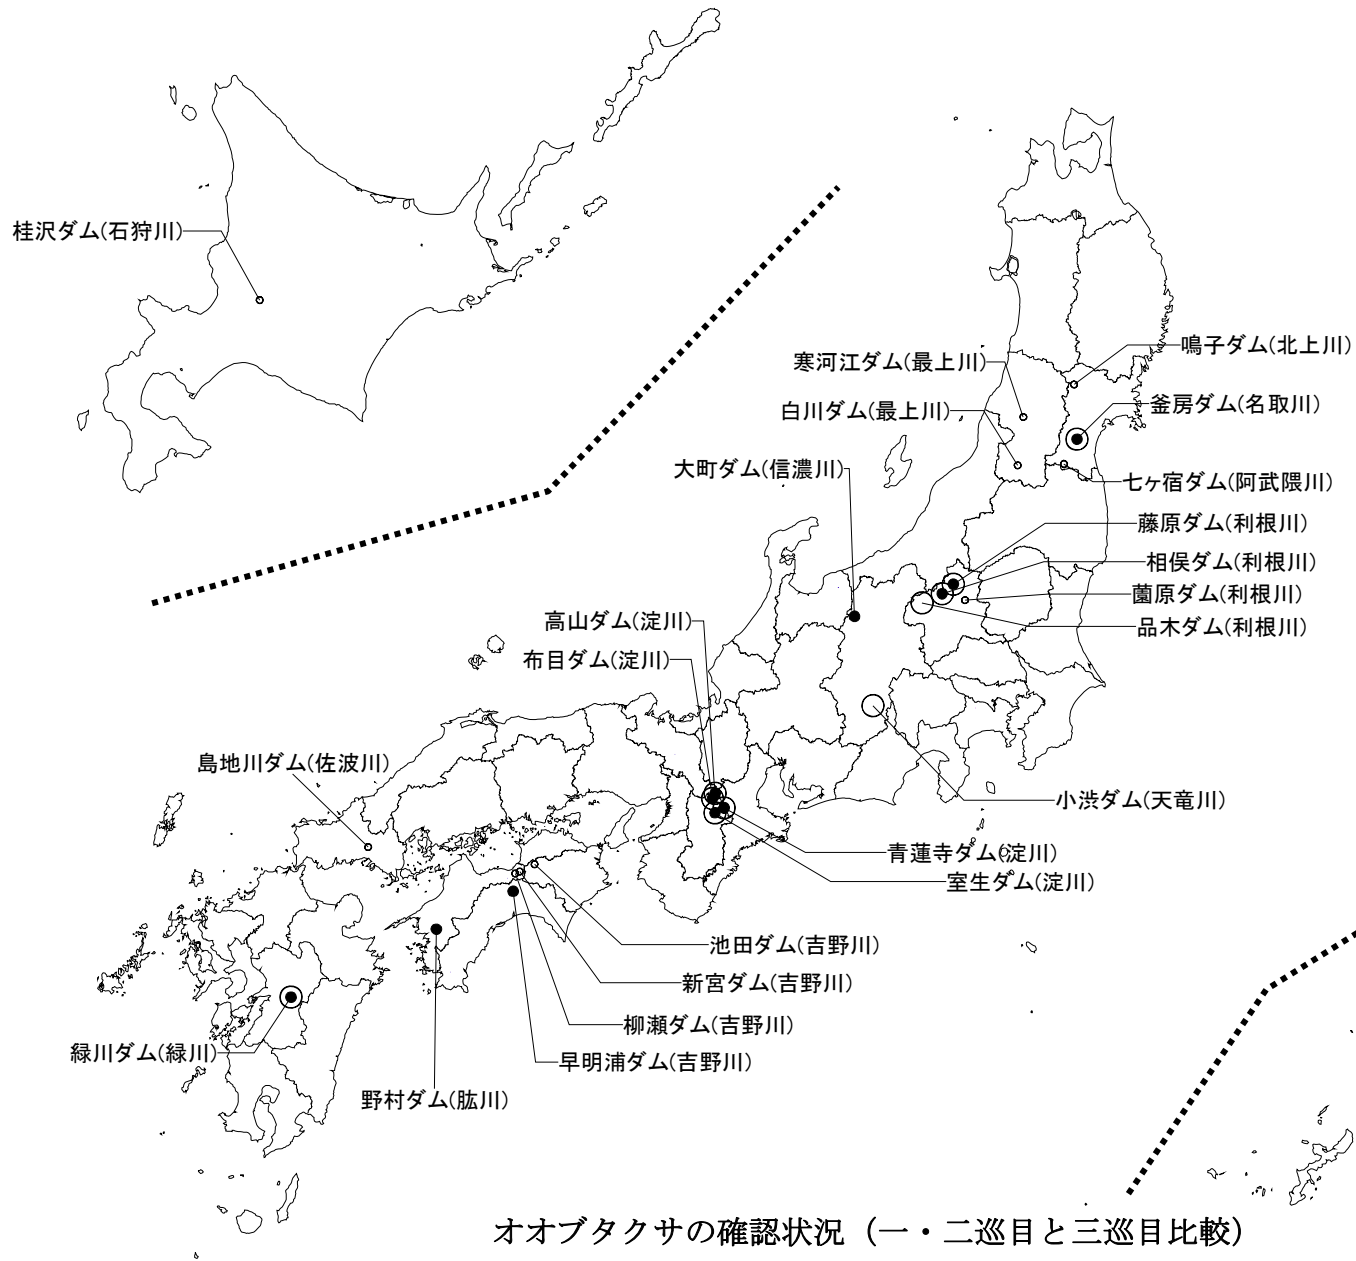 桂沢ダム(石狩川)
鳴子ダム(北上川)
寒河江ダム(最上川)
釜房ダム(名取川)
白川ダム(最上川)
大町ダム(信濃川)
七ヶ宿ダム(阿武隈川)
藤原ダム(利根川)
相俣ダム(利根川)
薗原ダム(利根川)
高山ダム(淀川)
品木ダム(利根川)
布目ダム(淀川)
島地川ダム(佐波川)
小渋ダム(天竜川)
青蓮寺ダム(淀川)
室生ダム(淀川)
池田ダム(吉野川)
新宮ダム(吉野川)
柳瀬ダム(吉野川)
緑川ダム(緑川)
早明浦ダム(吉野川)
野村ダム(肱川)
オオブタクサの確認状況（一・二巡目と三巡目比較）